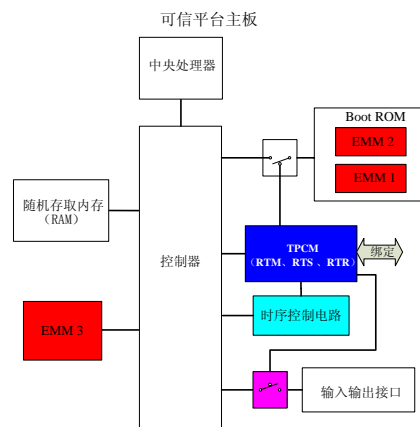 可信平台主板
中央处理器
Boot ROM
EMM 2
EMM 1
随机存取内存
(RAM)
控制器
TPCM
(RTM、RTS 、RTR)
绑定
时序控制电路
EMM 3
输入输出接口